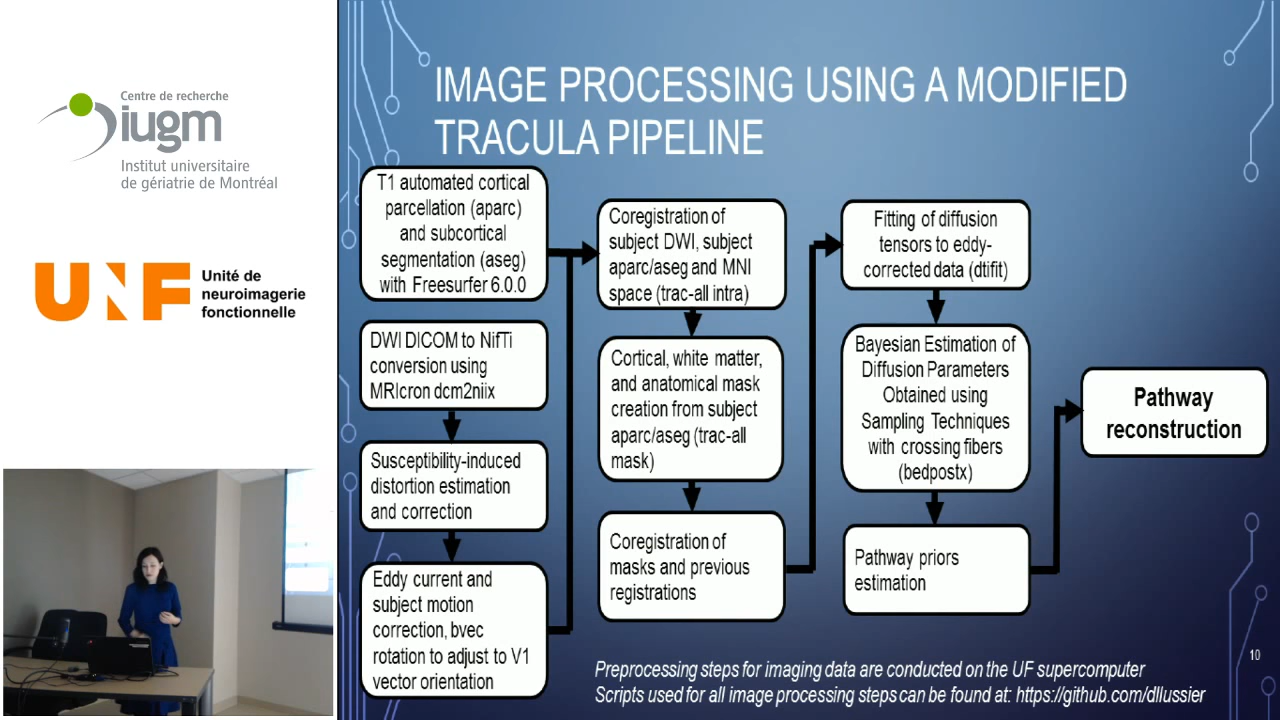 Centre de recherche
iugm
Institut universitaire
de gériatrie de Montréal
UNF
Unité de
neuroimagerie
fonctionnelle
IMAGE PROCESSING USING A MODIFIED
TRACULA PIPELINE
T1 automated cortical
parcellation (aparc)
and subcortical
segmentation (aseg)
with Freesurfer 6.0.0
DWI DICOM to NifTi
conversion using
MRIcron dcm2niix
Susceptibility-induced
distortion estimation
and correction
Eddy current and
subject motion
correction, bvec
rotation to adjust to V1
vector orientation
Coregistration of
subject DWI, subject
aparc/aseg and MNI
space (trac-all intra)
Cortical, white matter,
and anatomical mask
creation from subject
aparc/aseg (trac-all
mask)
Coregistration of
masks and previous
registrations
Fitting of diffusion
tensors to eddy-
corrected data (dtifit)
Bayesian Estimation of
Diffusion Parameters
Obtained using
Sampling Techniques
with crossing fibers
(bedpostx)
Pathway priors
estimation
Pathway
reconstruction
Preprocessing steps for imaging data are conducted on the UF supercomputer
Scripts used for all image processing steps can be found at: https://github.com/dllussier
10